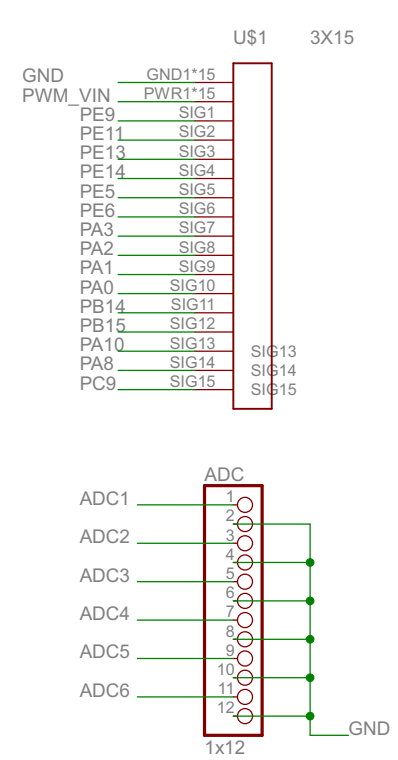 U$1 3X15
GND GND1*15
PWM_VIN PWR1*15
PE9 SIG1
PE11 SIG2
PE13 SIG3
PE14 SIG4
PE5 SIG5
PE6 SIG6
PA3 SIG7
PA2 SIG8
PA1 SIG9
PA0 SIG10
PB14 SIG11
PB15 SIG12
PA10 SIG13 SIG13
PA8 SIG14 SIG14
PC9 SIG15 SIG15
ADC
ADC1 1
2
ADC2 3
4
ADC3 5
6
ADC4 7
8
ADC5 9
10
ADC6 11
12
GND
1x12